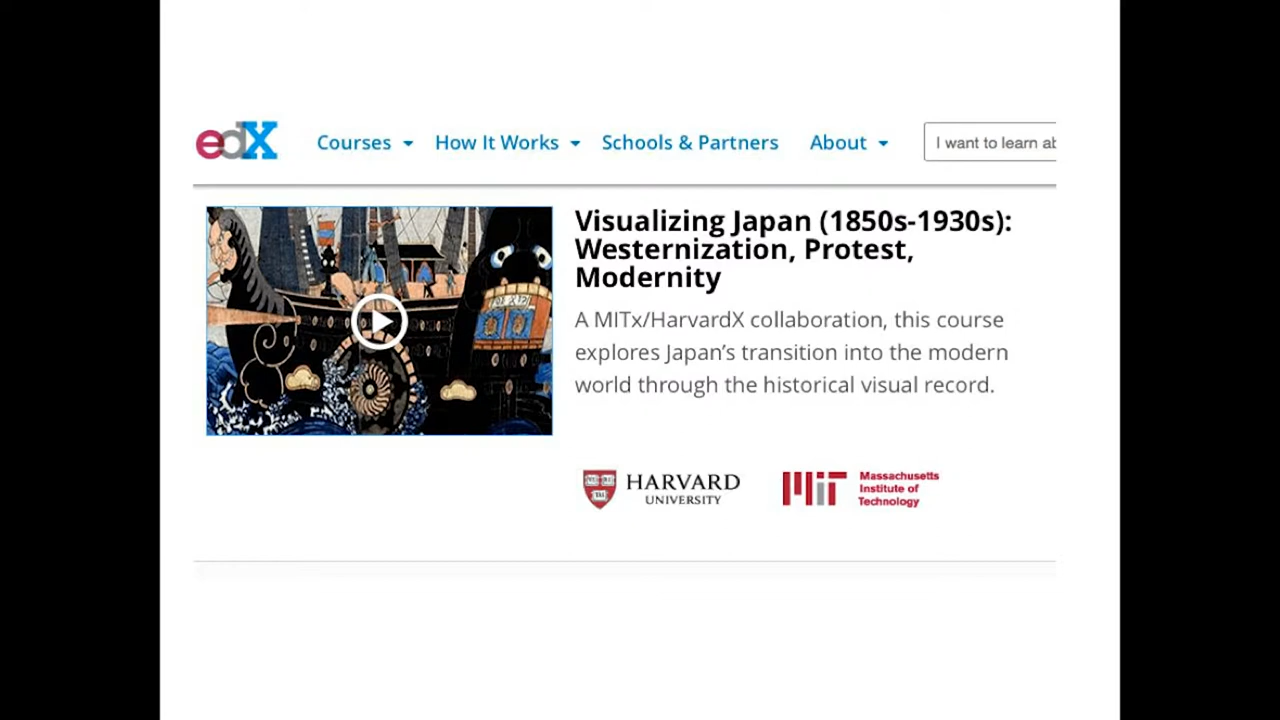 edX
Courses
How It Works
Schools & Partners
About
I want to learn ab
Visualizing Japan (1850s-1930s):
Westernization, Protest,
Modernity
A MITx/HarvardX collaboration, this course
explores Japan’s transition into the modern
world through the historical visual record.
HARVARD
UNIVERSITY
MIT
Massachusetts
Institute of
Technology